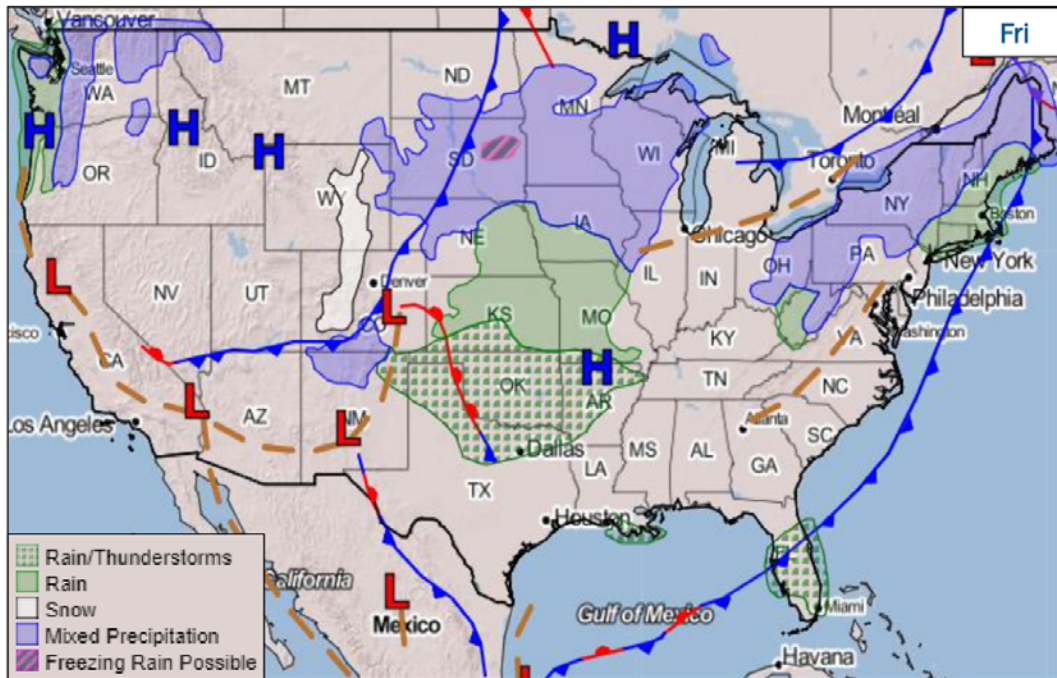 Fri
Vancouver
Seattle
WA
MT
ND
MN
Montréal
H
H
H
H
L
OR
ID
WY
SD
WI
MI
Toronto
NH
Boston
NY
NE
IA
Chicago
IL
IN
OH
PA
New York
Philadelphia
Washington
L
NV
UT
Denver
L
KS
MO
KY
VA
cisco
CA
OK
H
AR
TN
NC
Los Angeles
L
AZ
L
NM
Dallas
MS
AL
Atlanta
GA
SC
TX
LA
Houston
FL
Miami
California
L
Mexico
Gulf of Mexico
Havana
L
Rain/Thunderstorms
Rain
Snow
Mixed Precipitation
Freezing Rain Possible